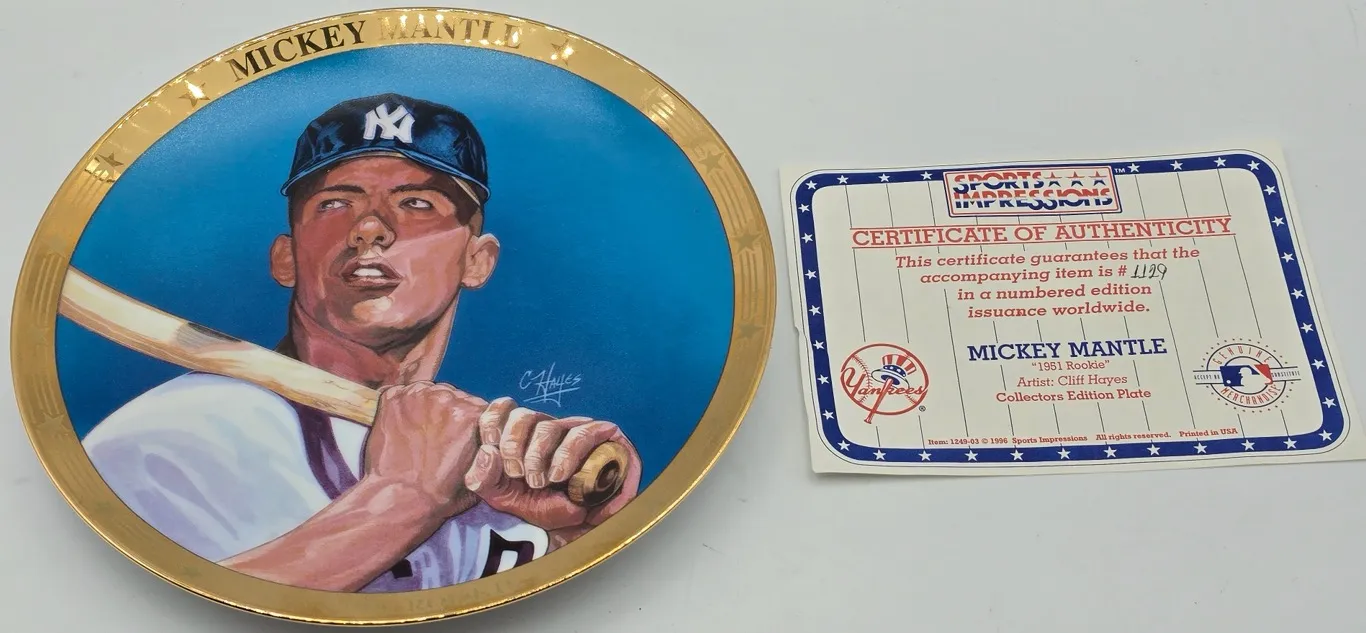 MICKEY MANTLE
NY
C Hayes
SPORTS
IMPRESSIONS ™
CERTIFICATE OF AUTHENTICITY
This certificate guarantees that the
accompanying item is # 1129
in a numbered edition
issuance worldwide.
MICKEY MANTLE
"1951 Rookie"
Artist: Cliff Hayes
Collectors Edition Plate
Yankees ®
GENUINE
MERCHANDISE
Item: 1249-03 © 1996 Sports Impressions All rights reserved. Printed in USA